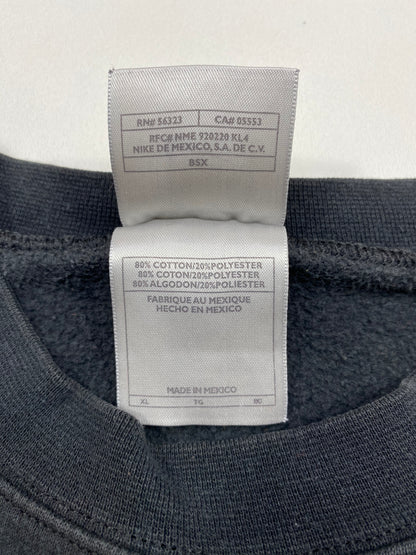 RN# 56323 CA# 05553
RFC# NME 920220 KL4
NIKE DE MEXICO, S.A. DE C.V.
BSX
80% COTTON/20%POLYESTER
80% COTON/20%POLYESTER
80% ALGODON/20%POLIESTER
FABRIQUE AU MEXIQUE
HECHO EN MEXICO
MADE IN MEXICO
XL TG